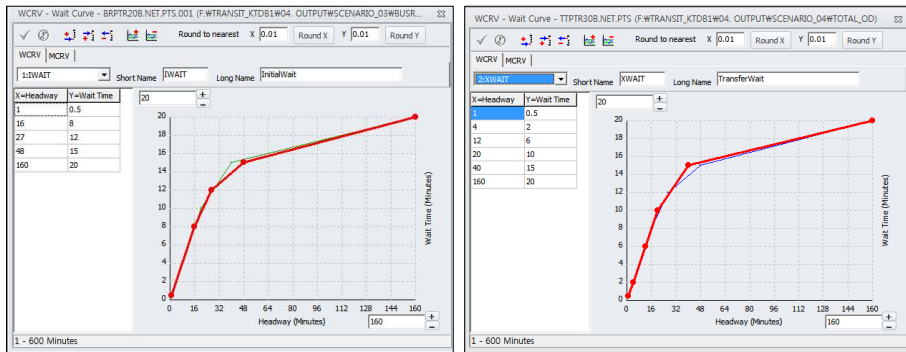 WCRV - Wait Curve - BRPTR20B.NET.PTS.001 (F:₩TRANSIT_KTDB1₩04. OUTPUT₩SCENARIO_03₩BUSR...
Round to nearest X 0.01 Round X Y 0.01 Round Y
WCRV MCRV
1:IWAIT Short Name IWAIT Long Name InitialWait
X=Headway Y=Wait Time
1 0.5
16 8
27 12
48 15
160 20
20
+
-
20
18
16
14
12
10
8
6
4
2
0
Wait Time (Minutes)
0 16 32 48 64 80 96 112 128 144 160
Headway (Minutes)
160
+
-
1 - 600 Minutes
WCRV - Wait Curve - TTPTR30B.NET.PTS (F:₩TRANSIT_KTDB1₩04. OUTPUT₩SCENARIO_04₩TOTAL_OD)
Round to nearest X 0.01 Round X Y 0.01 Round Y
WCRV MCRV
2:XWAIT Short Name XWAIT Long Name TransferWait
X=Headway Y=Wait Time
1 0.5
4 2
12 6
20 10
40 15
160 20
20
+
-
20
18
16
14
12
10
8
6
4
2
0
Wait Time (Minutes)
0 16 32 48 64 80 96 112 128 144 160
Headway (Minutes)
160
+
-
1 - 600 Minutes